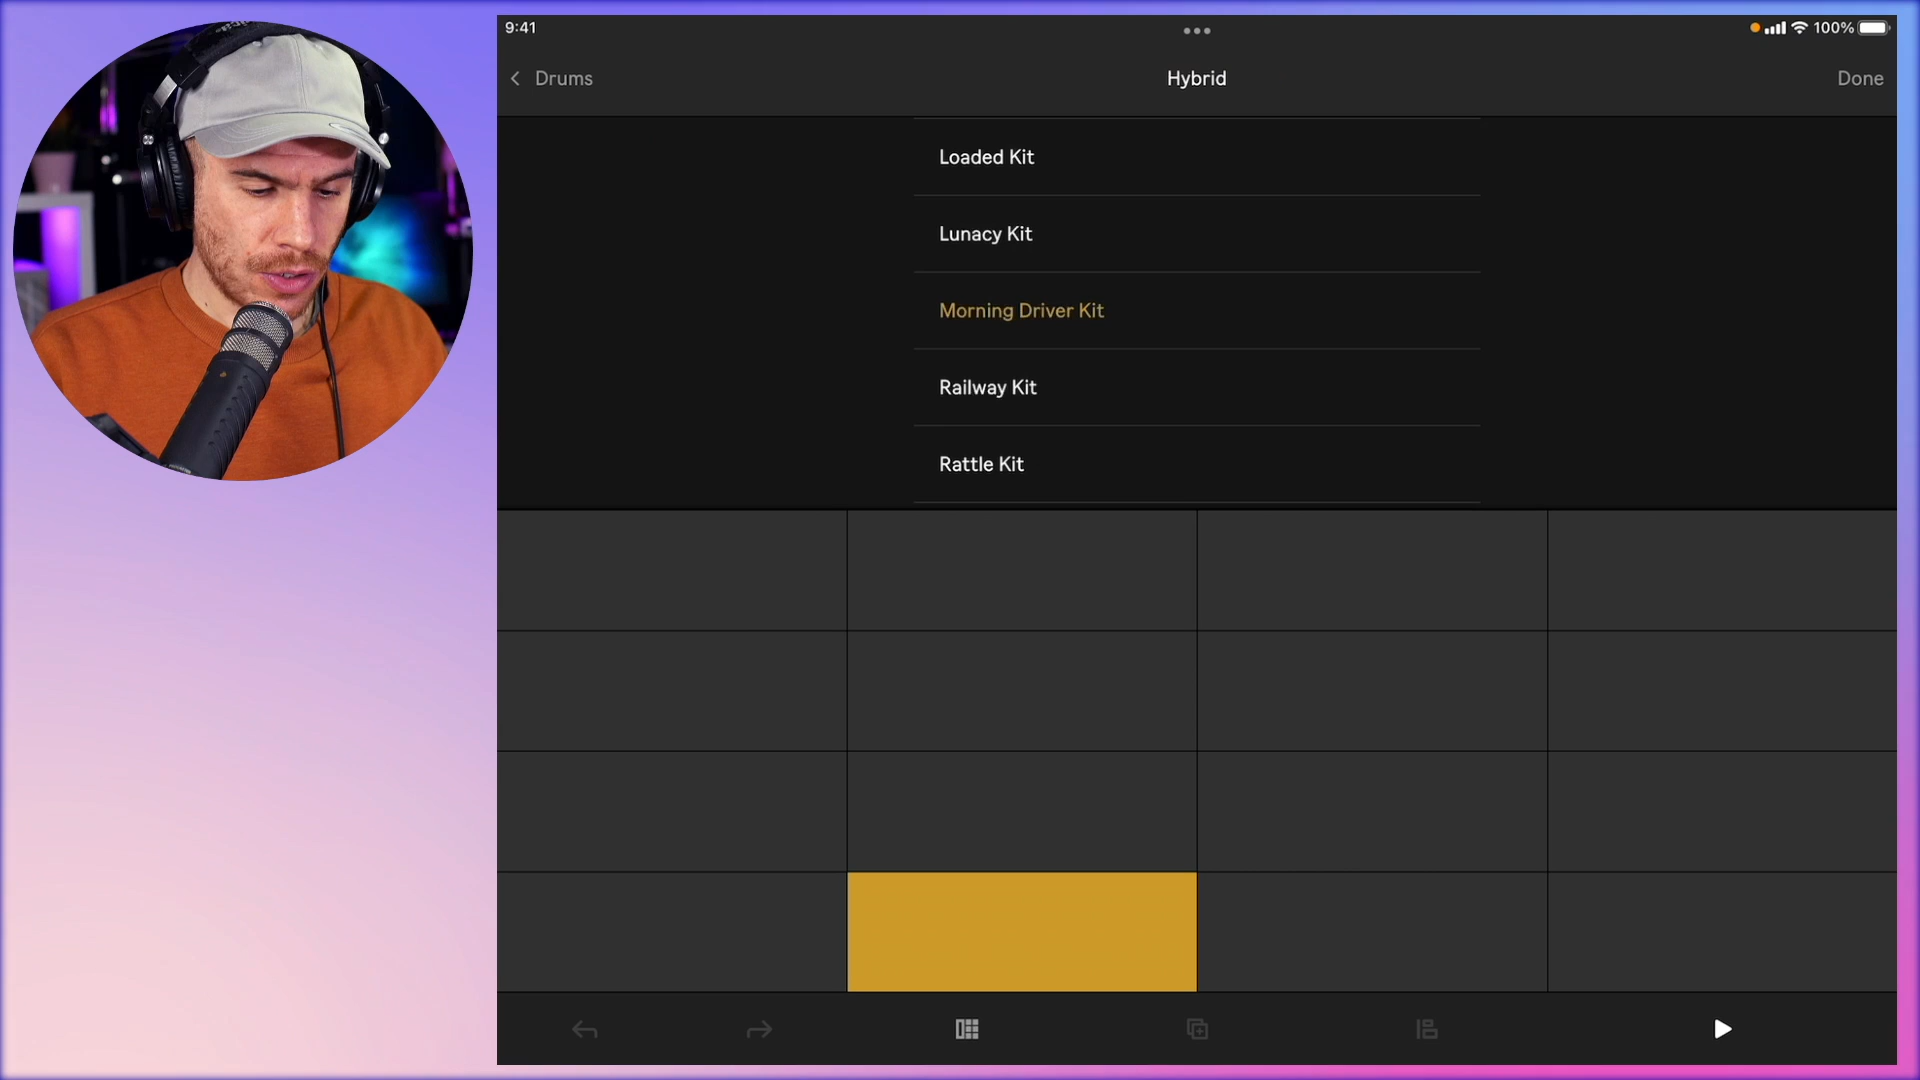 9:41
100%
Drums
Hybrid
Done
Loaded Kit
Lunacy Kit
Morning Driver Kit
Railway Kit
Rattle Kit